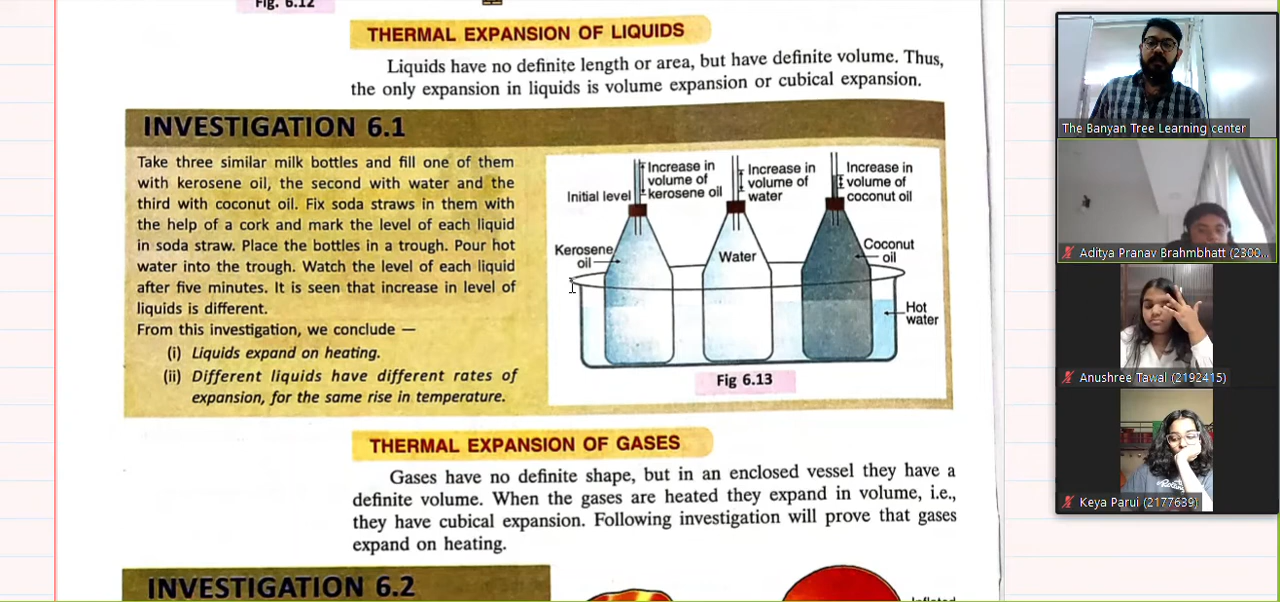 Fig. 6.12
THERMAL EXPANSION OF LIQUIDS
Liquids have no definite length or area, but have definite volume. Thus,
the only expansion in liquids is volume expansion or cubical expansion.
INVESTIGATION 6.1
Take three similar milk bottles and fill one of them
with kerosene oil, the second with water and the
third with coconut oil. Fix soda straws in them with
the help of a cork and mark the level of each liquid
in soda straw. Place the bottles in a trough. Pour hot
water into the trough. Watch the level of each liquid
after five minutes. It is seen that increase in level of
liquids is different.
From this investigation, we conclude —
(i) Liquids expand on heating.
(ii) Different liquids have different rates of
expansion, for the same rise in temperature.
Increase in
volume of
kerosene oil
Initial level
Increase in
volume of
water
Increase in
volume of
coconut oil
Kerosene
oil
Water
Coconut
oil
Hot
water
Fig 6.13
THERMAL EXPANSION OF GASES
Gases have no definite shape, but in an enclosed vessel they have a
definite volume. When the gases are heated they expand in volume, i.e.,
they have cubical expansion. Following investigation will prove that gases
expand on heating.
INVESTIGATION 6.2
The Banyan Tree Learning center
Aditya Pranav Brahmbhatt (2300...
Anushree Tawal (2192415)
Keya Parui (2177639)